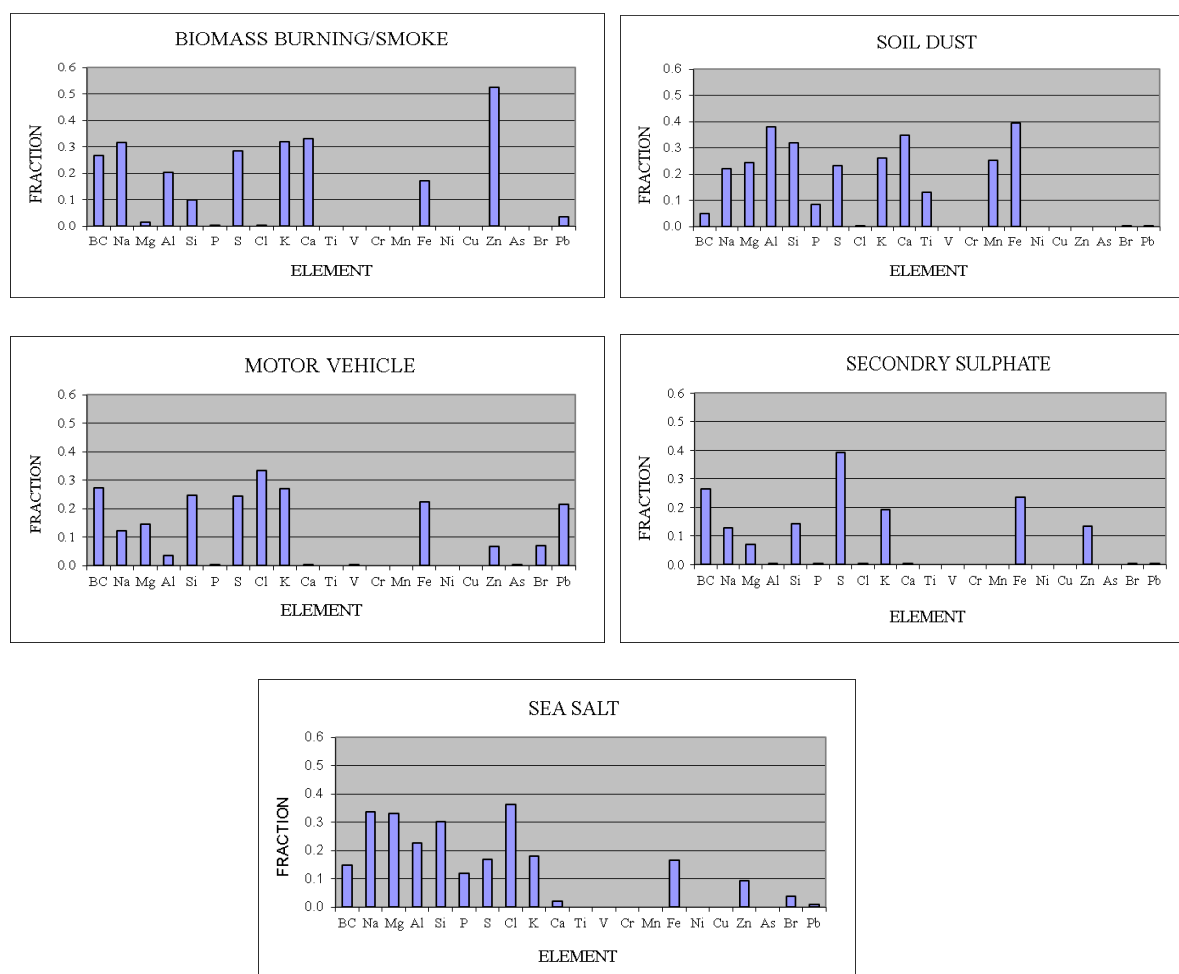 BIOMASS BURNING/SMOKE
0.6
0.5
0.4
0.3
0.2
0.1
0.0
FRACTION
BC Na Mg Al Si P S Cl K Ca Ti V Cr Mn Fe Ni Cu Zn As Br Pb
ELEMENT
SOIL DUST
0.6
0.5
0.4
0.3
0.2
0.1
0.0
FRACTION
BC Na Mg Al Si P S Cl K Ca Ti V Cr Mn Fe Ni Cu Zn As Br Pb
ELEMENT
MOTOR VEHICLE
0.6
0.5
0.4
0.3
0.2
0.1
0.0
FRACTION
BC Na Mg Al Si P S Cl K Ca Ti V Cr Mn Fe Ni Cu Zn As Br Pb
ELEMENT
SECONDRY SULPHATE
0.6
0.5
0.4
0.3
0.2
0.1
0.0
FRACTION
BC Na Mg Al Si P S Cl K Ca Ti V Cr Mn Fe Ni Cu Zn As Br Pb
ELEMENT
SEA SALT
0.6
0.5
0.4
0.3
0.2
0.1
0.0
FRACTION
BC Na Mg Al Si P S Cl K Ca Ti V Cr Mn Fe Ni Cu Zn As Br Pb
ELEMENT